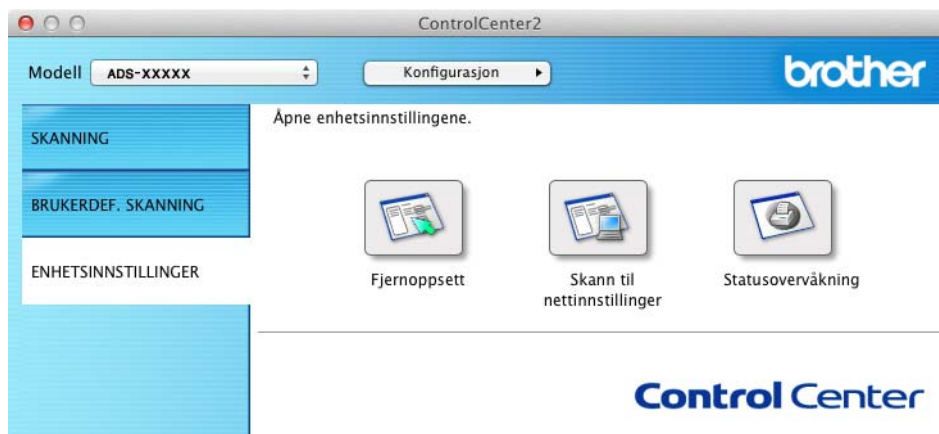 ControlCenter2
Modell ADS-XXXXX Konfigurasjon brother
SKANNING
BRUKERDEF. SKANNING
ENHETSINNSTILLINGER
Åpne enhetsinnstillingene.
Fjernoppsett
Skann til
nettinnstillinger
Statusovervåkning
Control Center